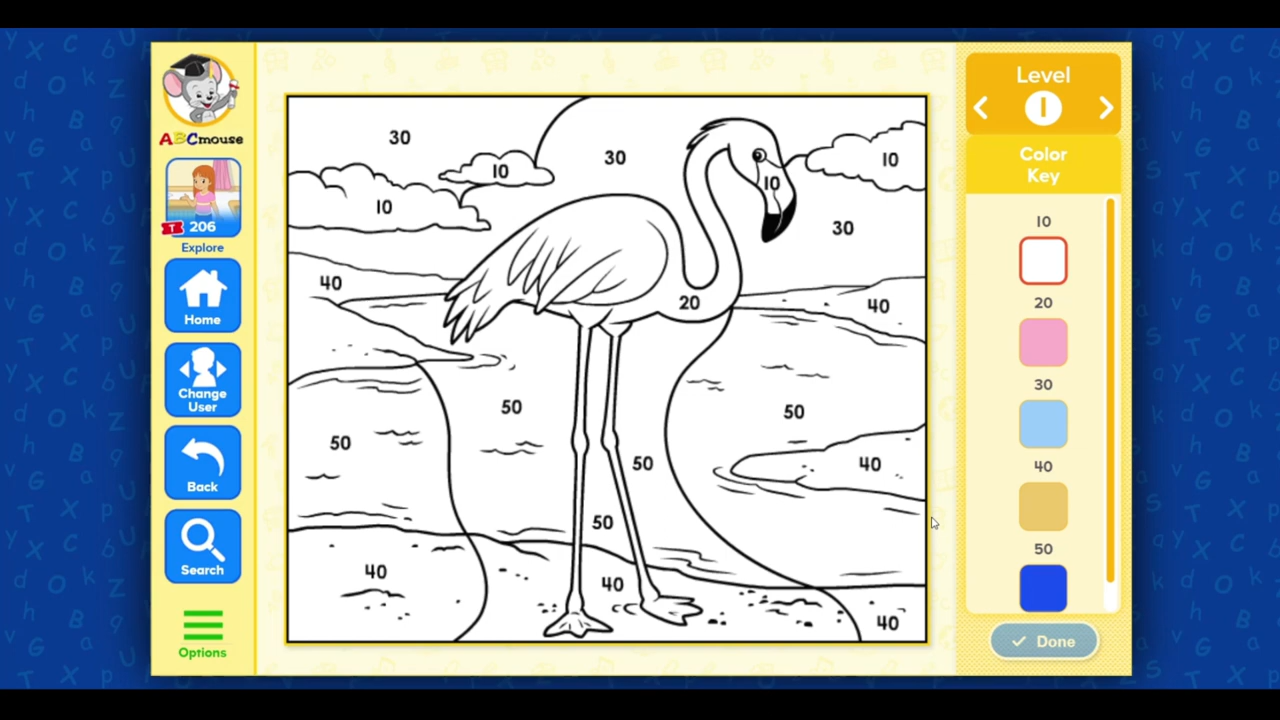 ABCmouse
T 206
Explore
Home
Change
User
Back
Search
Options
30
10
30
10
10
10
30
40
20
40
50
50
50
50
40
50
40
40
40
Level
1
Color
Key
10
20
30
40
50
Done